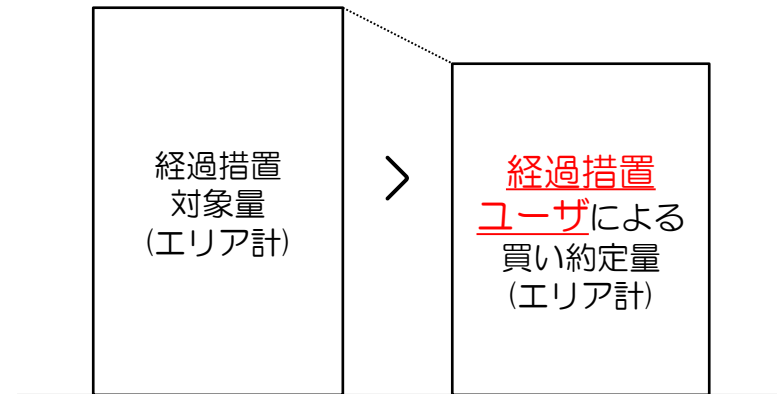 経過措置
対象量
(エリア計)
>
経過措置
ユーザによる
買い約定量
(エリア計)